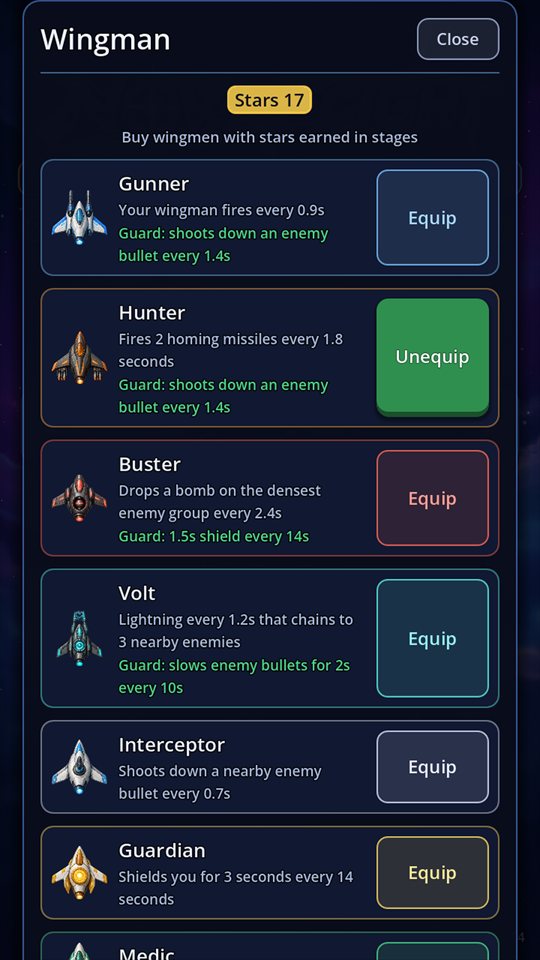 Wingman
Close
Stars 17
Buy wingmen with stars earned in stages
Gunner
Your wingman fires every 0.9s
Guard: shoots down an enemy
bullet every 1.4s
Equip
Hunter
Fires 2 homing missiles every 1.8
seconds
Guard: shoots down an enemy
bullet every 1.4s
Unequip
Buster
Drops a bomb on the densest
enemy group every 2.4s
Guard: 1.5s shield every 14s
Equip
Volt
Lightning every 1.2s that chains to
3 nearby enemies
Guard: slows enemy bullets for 2s
every 10s
Equip
Interceptor
Shoots down a nearby enemy
bullet every 0.7s
Equip
Guardian
Shields you for 3 seconds every 14
seconds
Equip
Medic